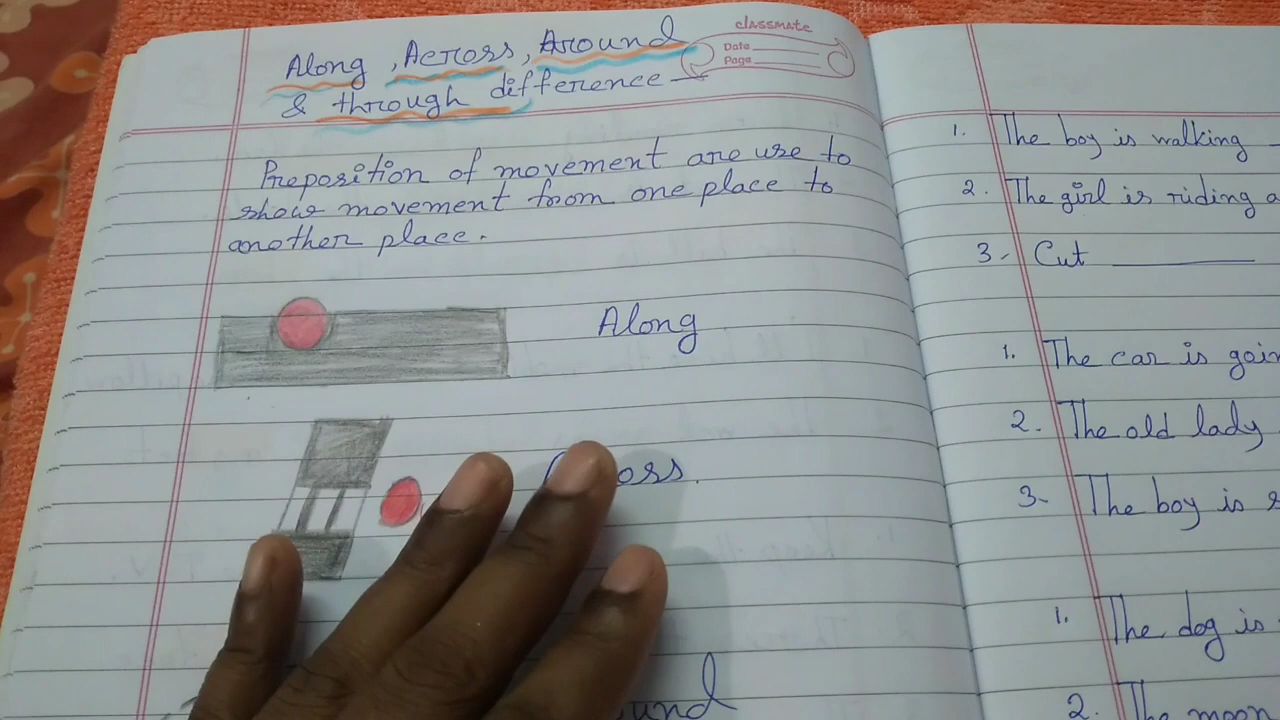 classmate
Date
Page
Along, Across, Around
& through difference —
Preposition of movement are use to
show movement from one place to
another place.
Along
oss.
und
1. The boy is walking
2. The girl is riding a
3. Cut
1. The car is goin
2. The old lady
3- The boy is s
1. The dog is
2. The moon